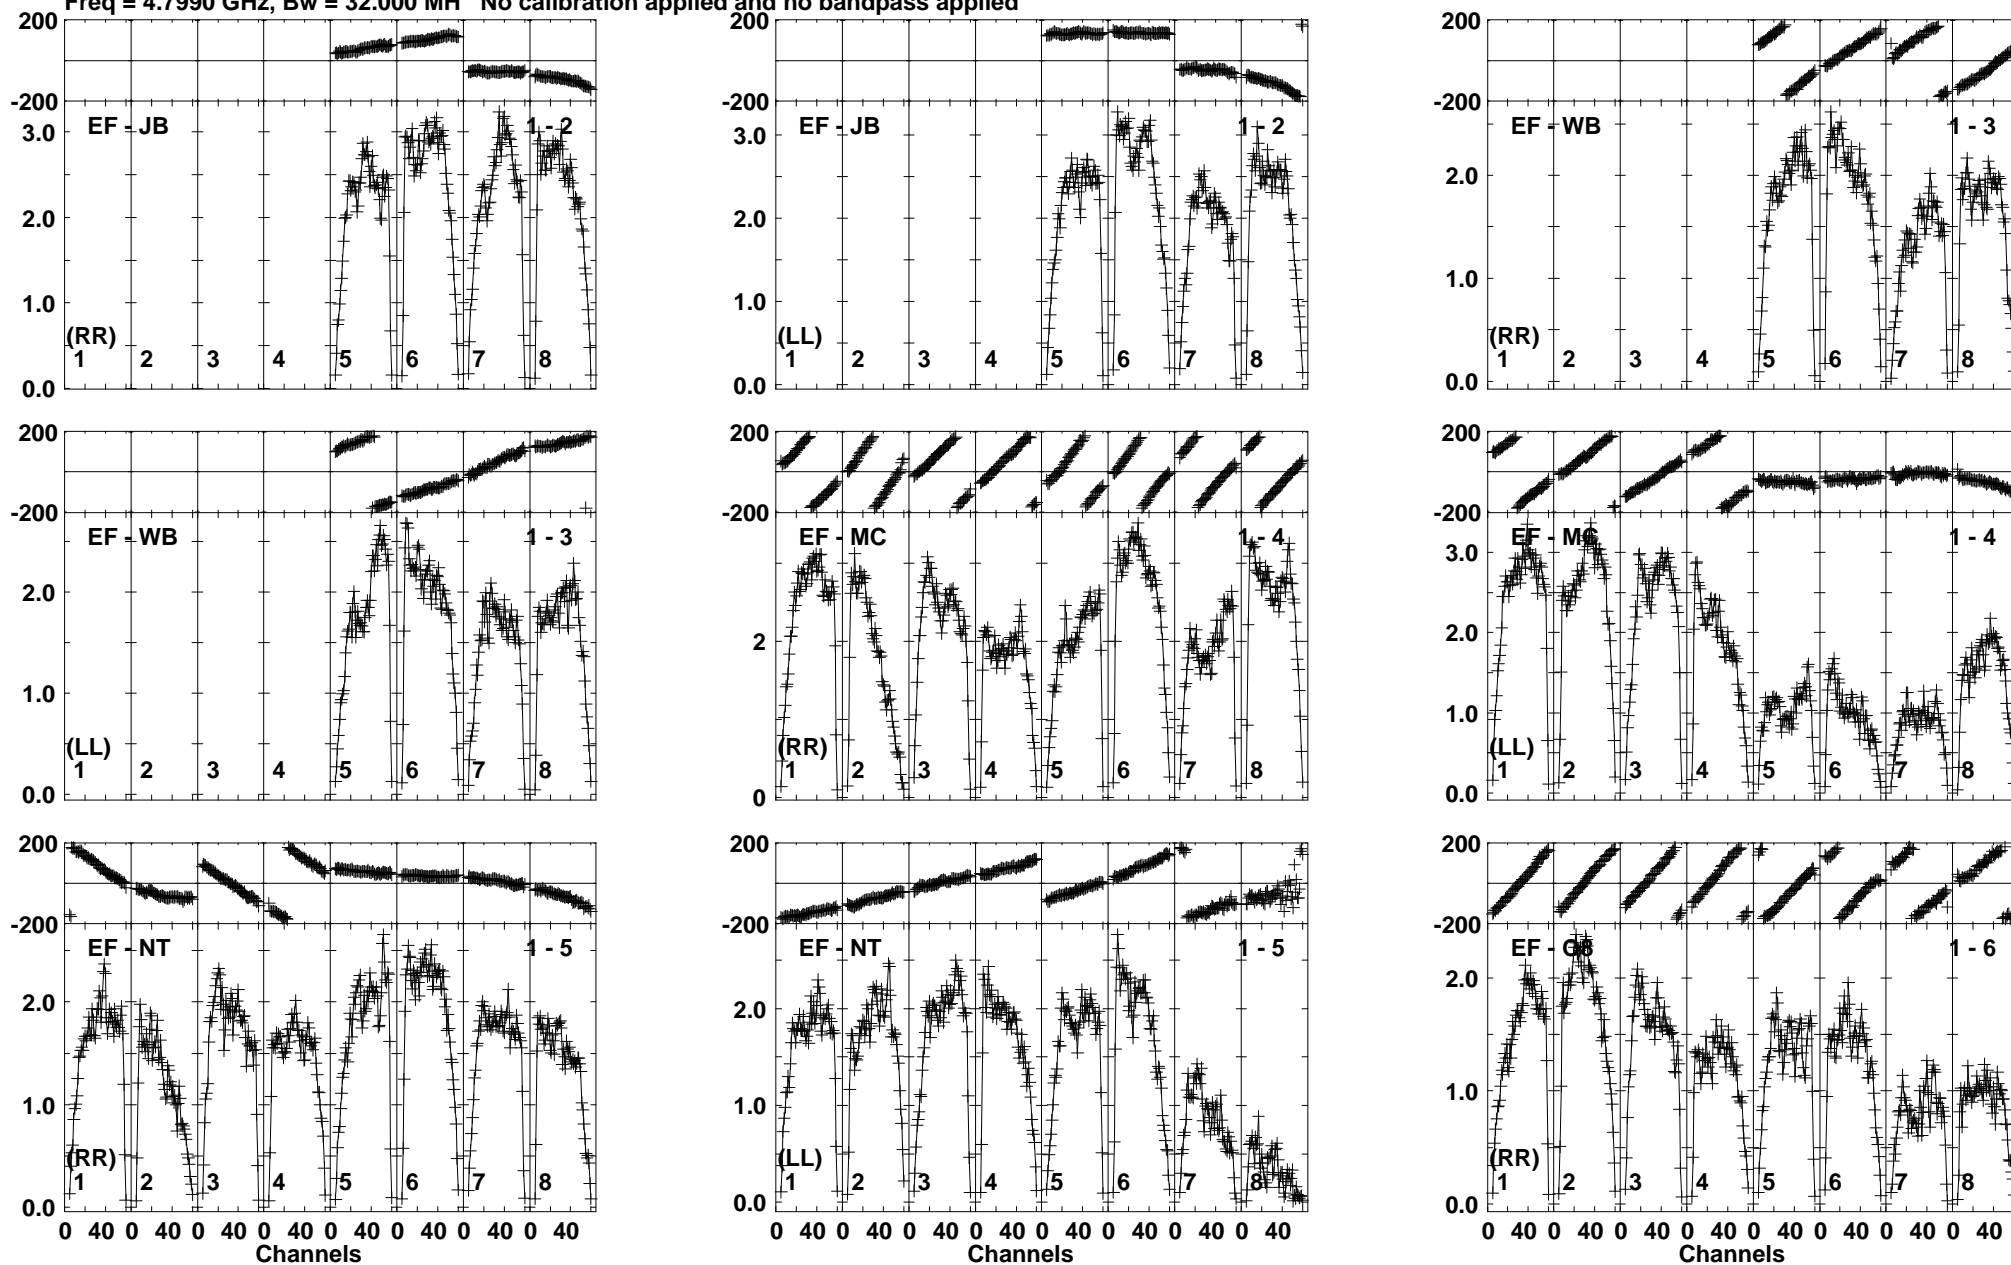 Freq = 4.7990 GHz, Bw = 32.000 MH No calibration applied and no bandpass applied
200 200 200
-200 -200 -200
EF - JB 1 - 2 EF - JB 1 - 2 EF - WB 1 - 3
3.0 3.0
2.0 2.0 2.0
1.0 1.0 1.0
(RR) (LL) (RR)
1 2 3 4 5 6 7 8 1 2 3 4 5 6 7 8 1 2 3 4 5 6 7 8
0.0 0.0 0.0
200 200 200
-200 -200 -200
EF - WB 1 - 3 EF - MC 1 - 4 EF - MC 1 - 4
3.0
2.0 2 2.0
1.0 1.0
(LL) (RR) (LL)
1 2 3 4 5 6 7 8 1 2 3 4 5 6 7 8 1 2 3 4 5 6 7 8
0.0 0 0.0
200 200 200
-200 -200 -200
EF - NT 1 - 5 EF - NT 1 - 5 EF - O8 1 - 6
2.0 2.0 2.0
1.0 1.0 1.0
(RR) (LL) (RR)
1 2 3 4 5 6 7 8 1 2 3 4 5 6 7 8 1 2 3 4 5 6 7 8
0.0 0.0 0.0
0 40 0 40 0 40 0 40 0 40 0 40 0 40 0 40 0 40 0 40 0 40 0 40 0 40 0 40 0 40 0 40 0 40 0 40 0 40 0 40 0 40 0 40 0 40 0 40
Channels Channels Channels